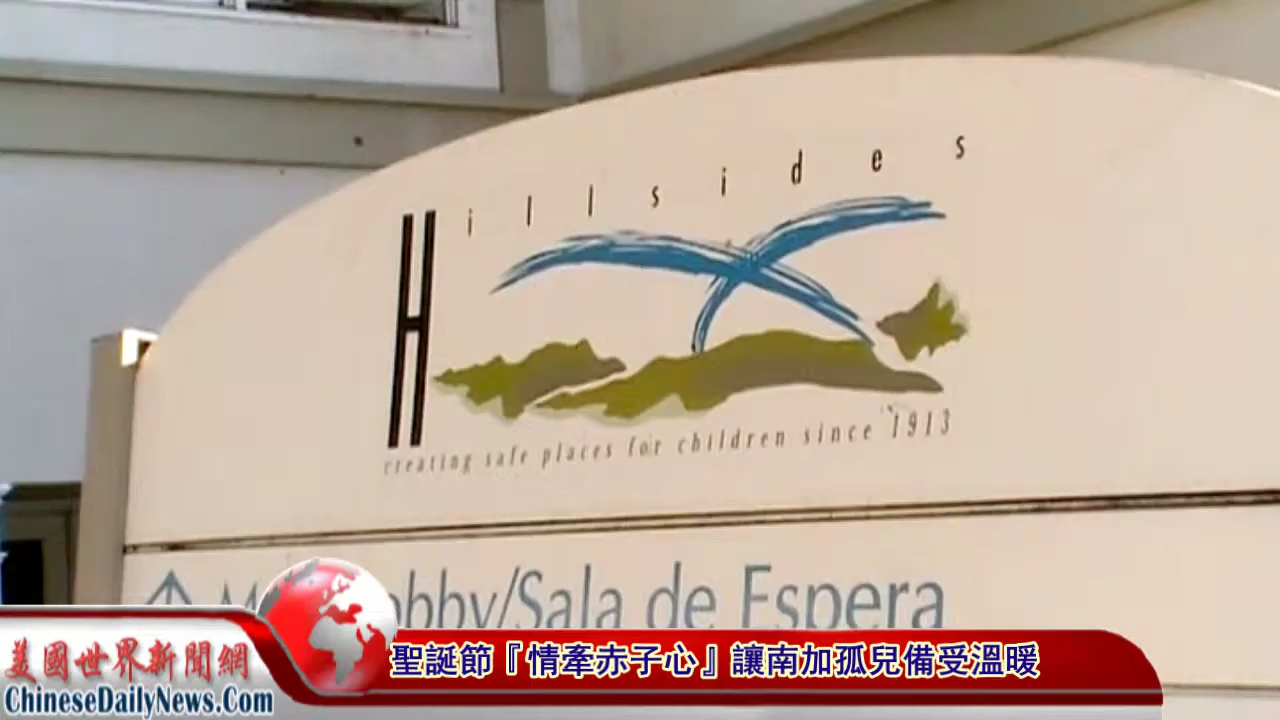 Hillsides
creating safe places for children since 1913
Lobby/Sala de Espera
聖誕節『情牽赤子心』讓南加孤兒備受溫暖
美國世界新聞網
ChineseDailyNews.Com